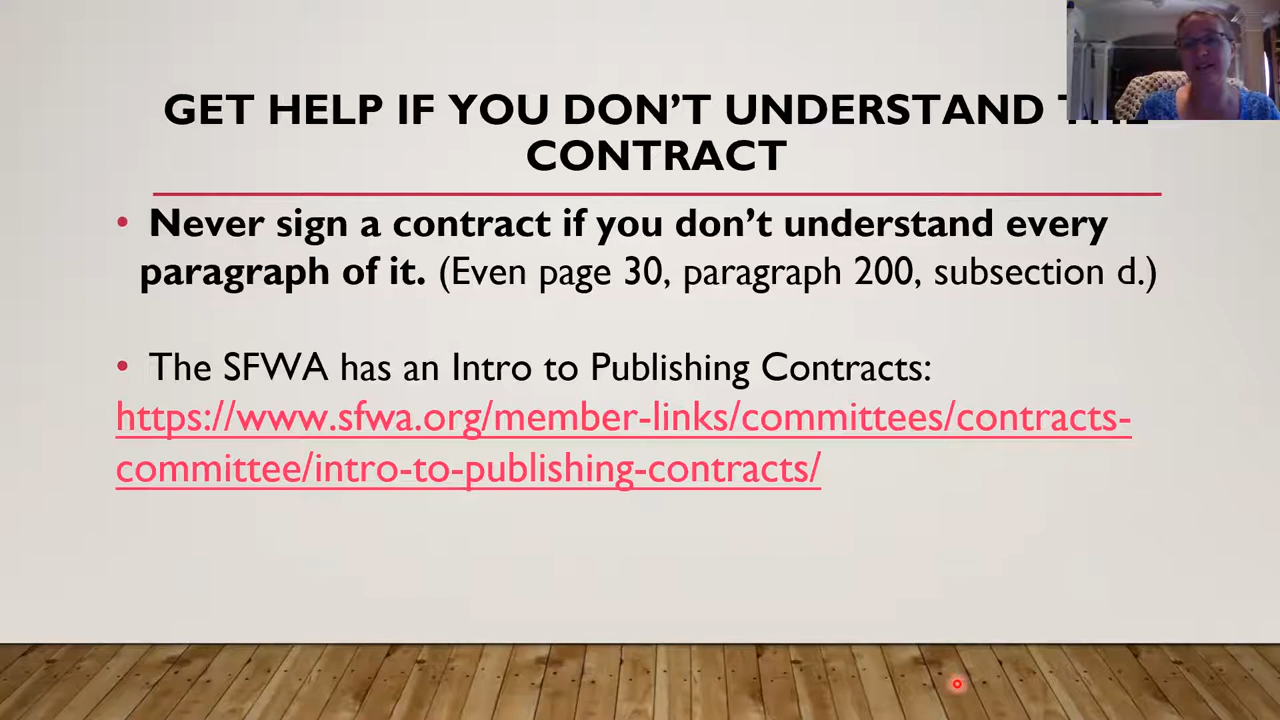 GET HELP IF YOU DON'T UNDERSTAND THE
CONTRACT
• Never sign a contract if you don't understand every
paragraph of it. (Even page 30, paragraph 200, subsection d.)
• The SFWA has an Intro to Publishing Contracts:
https://www.sfwa.org/member-links/committees/contracts-
committee/intro-to-publishing-contracts/